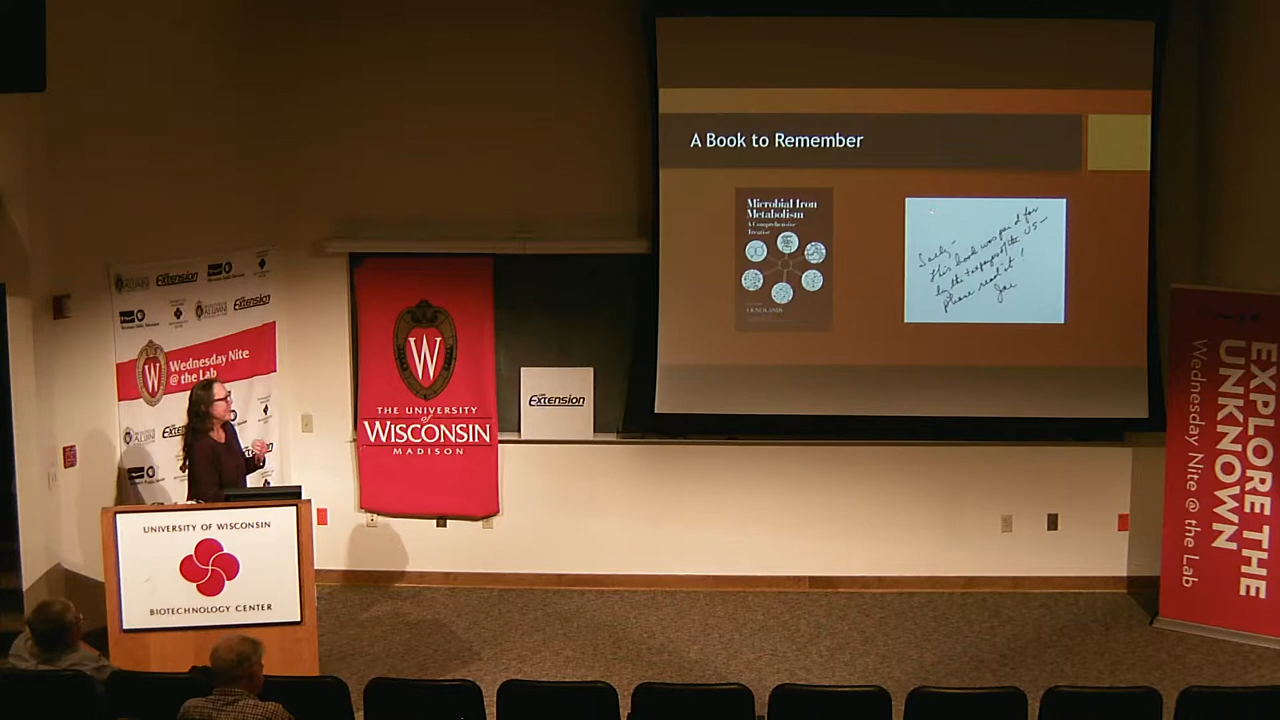 A Book to Remember
Microbial Iron
Metabolism
A Comprehensive
Treatise
Sally-
This book was paid for
by the taxpayers of the US-
please read it!
Joe
Extension
Extension
Extension
Wednesday Nite
@ the Lab
W
W
THE UNIVERSITY
of
WISCONSIN
MADISON
Extension
UNIVERSITY OF WISCONSIN
BIOTECHNOLOGY CENTER
EXPLORE THE
UNKNOWN
Wednesday Nite @ the Lab